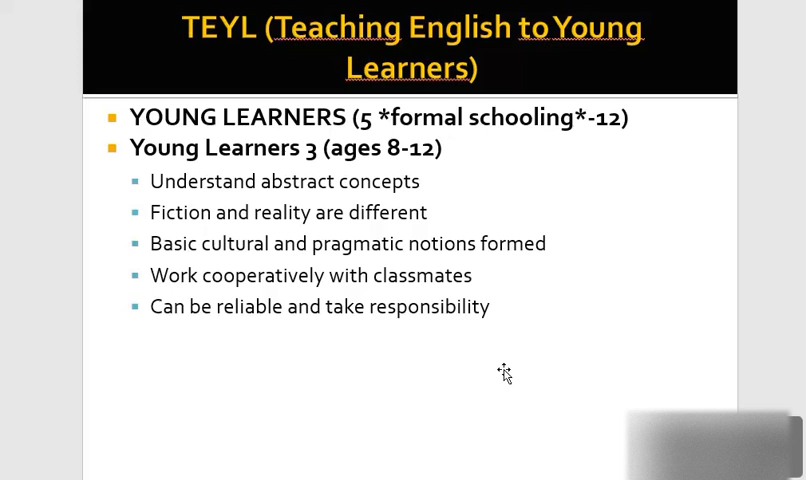 TEYL (Teaching English to Young
Learners)
YOUNG LEARNERS (5 *formal schooling*-12)
Young Learners 3 (ages 8-12)
Understand abstract concepts
Fiction and reality are different
Basic cultural and pragmatic notions formed
Work cooperatively with classmates
Can be reliable and take responsibility